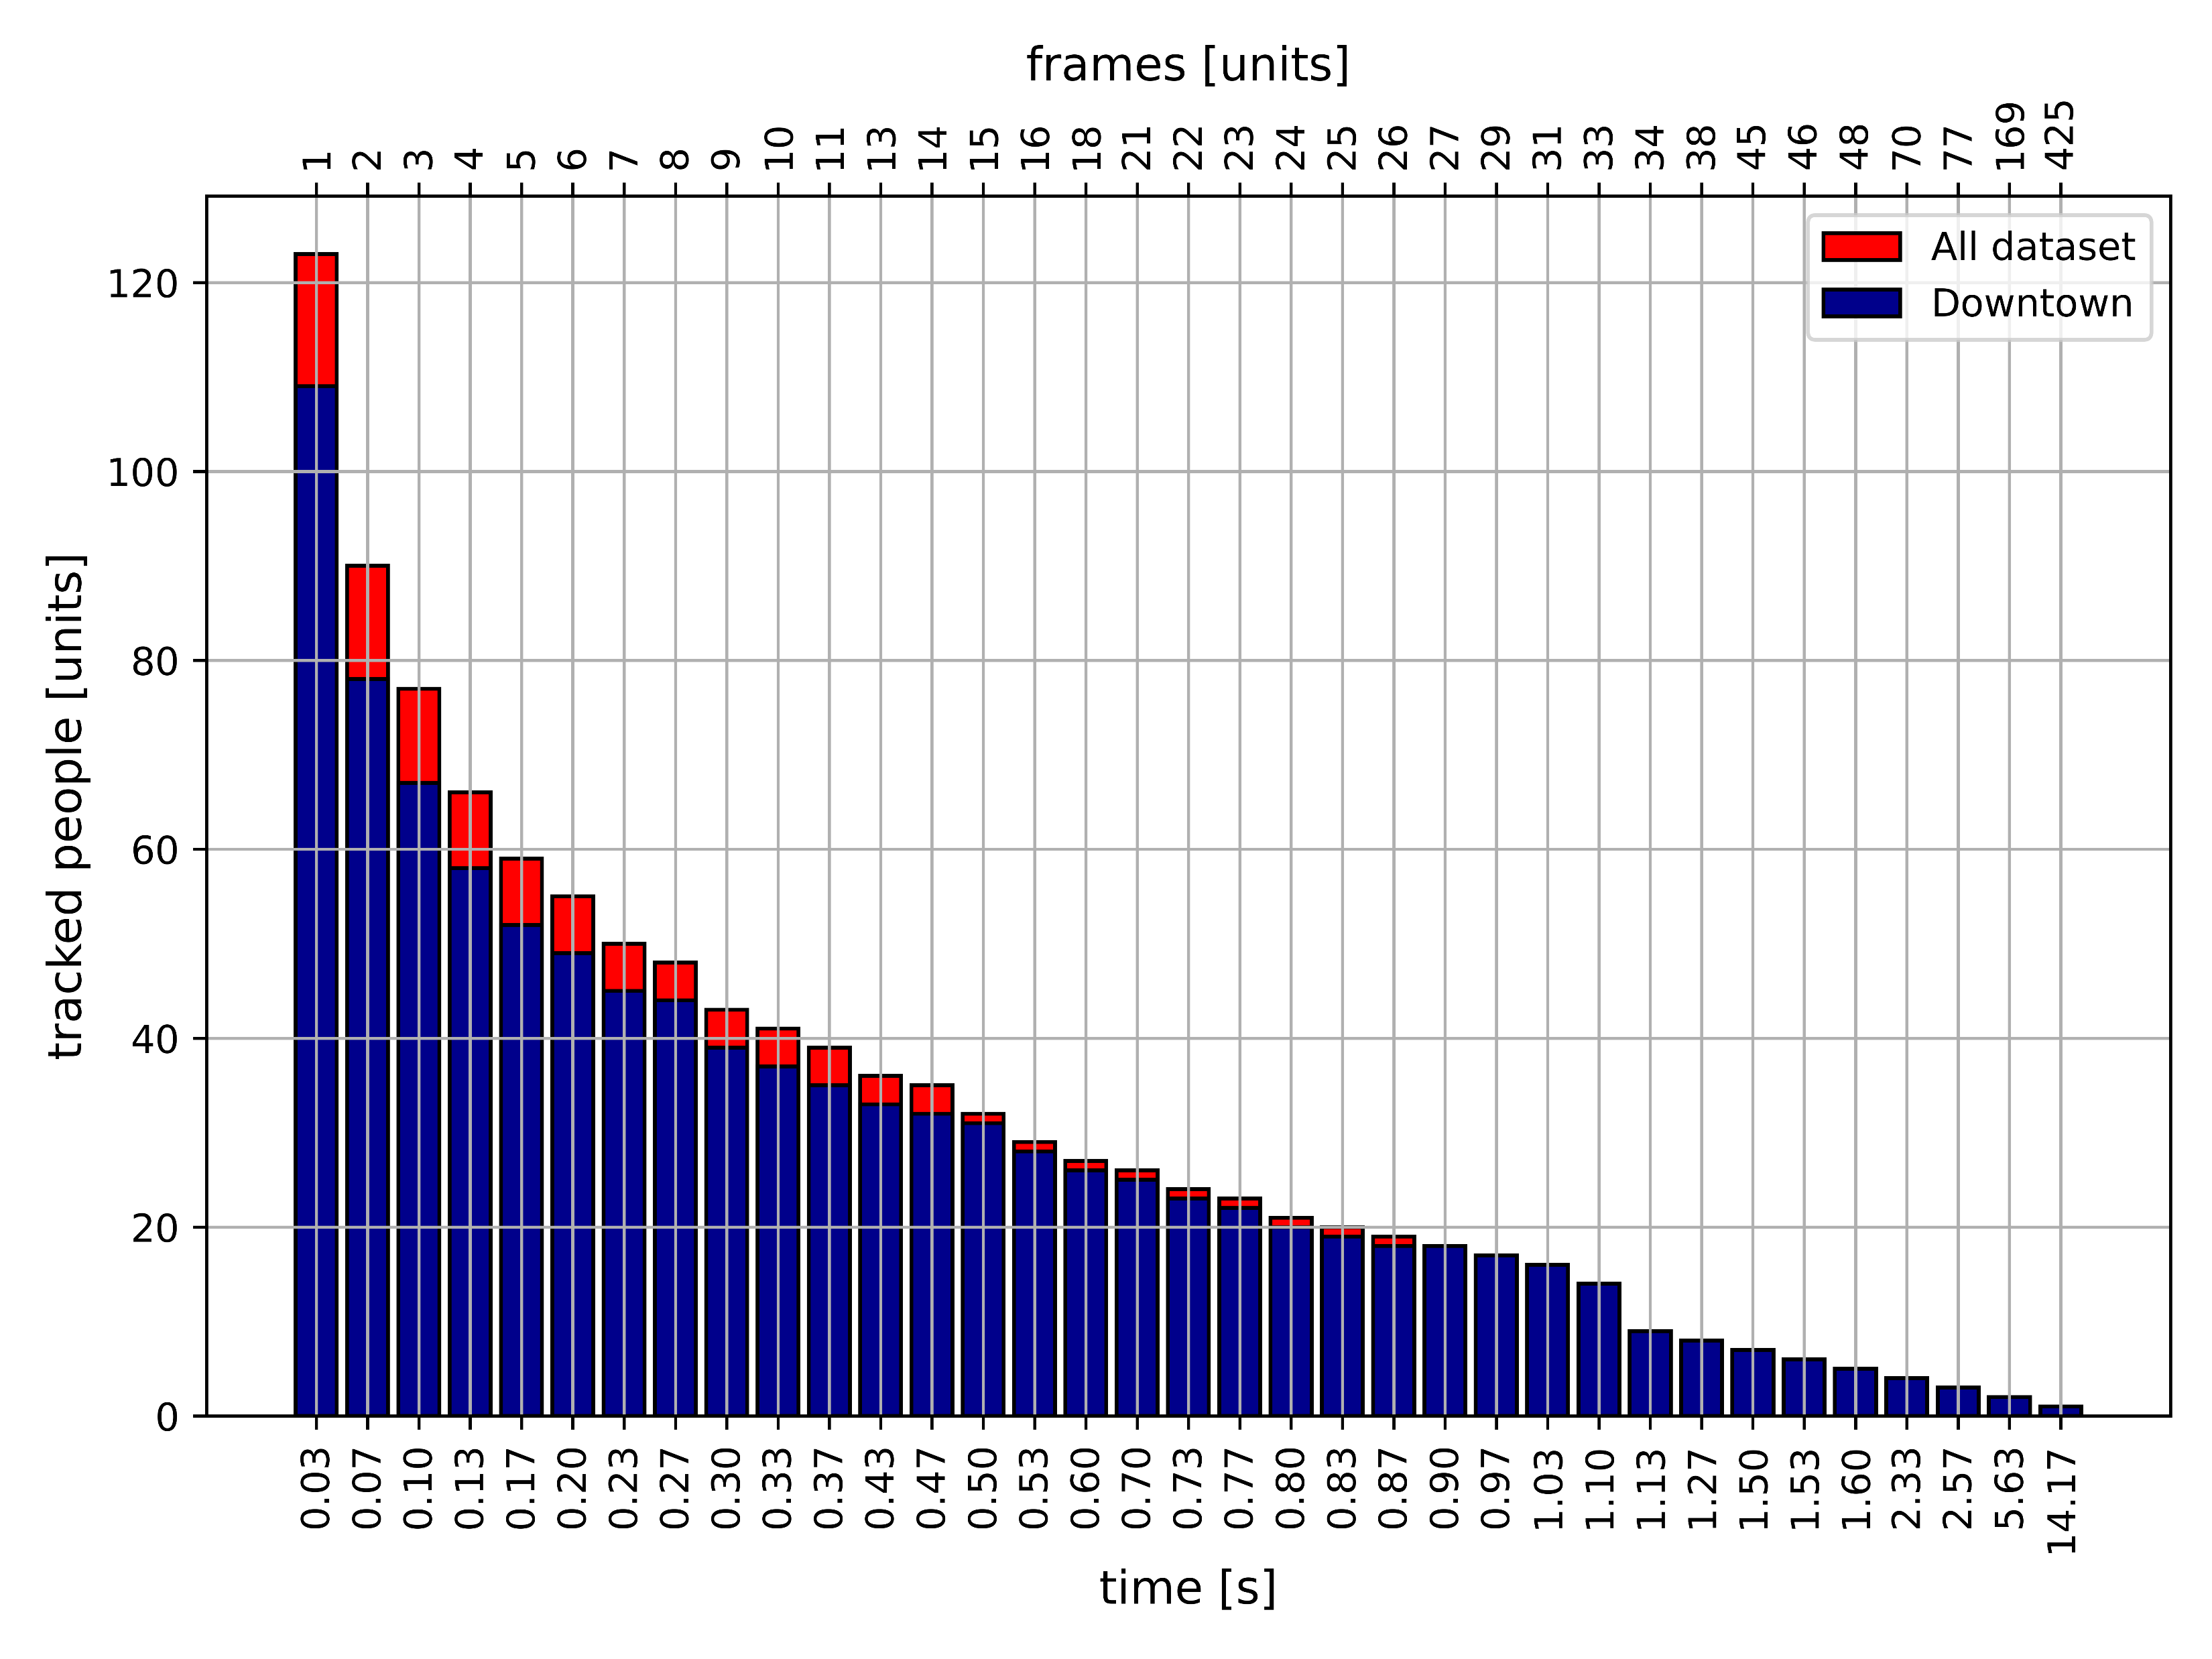 frames [units]
1 2 3 4 5 6 7 8 9 10 11 13 14 15 16 18 21 22 23 24 25 26 27 29 31 33 34 38 45 46 48 70 77 169 425
All dataset
Downtown
tracked people [units]
120
100
80
60
40
20
0
0.03 0.07 0.10 0.13 0.17 0.20 0.23 0.27 0.30 0.33 0.37 0.43 0.47 0.50 0.53 0.60 0.70 0.73 0.77 0.80 0.83 0.87 0.90 0.97 1.03 1.10 1.13 1.27 1.50 1.53 1.60 2.33 2.57 5.63 14.17
time [s]